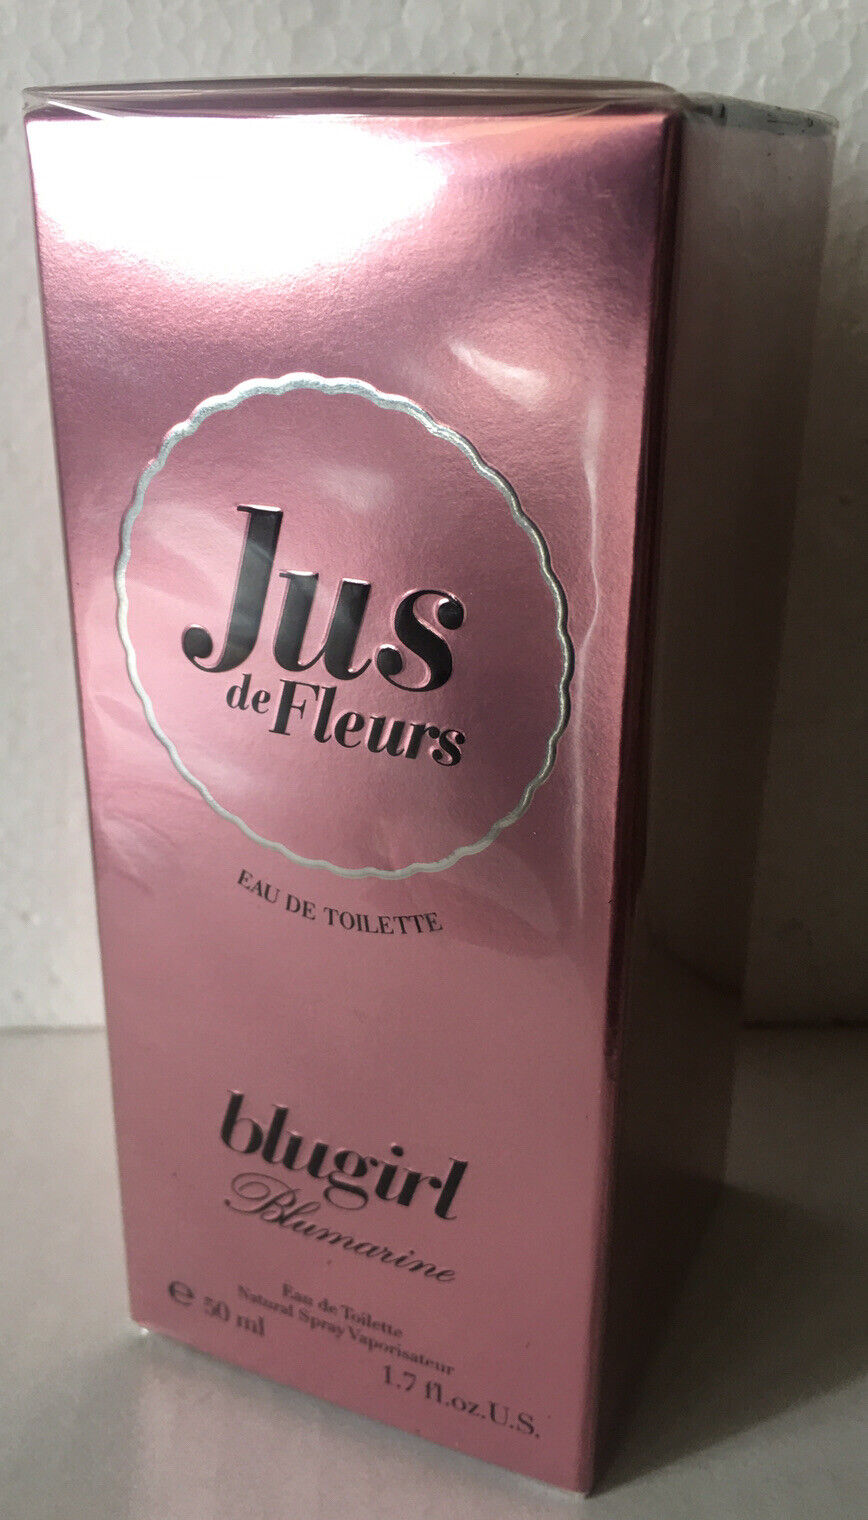 Jus
de Fleurs
EAU DE TOILETTE
blugirl
Blumarine
Eau de Toilette
Natural Spray Vaporisateur
℮ 50 ml
1.7 fl.oz.U.S.